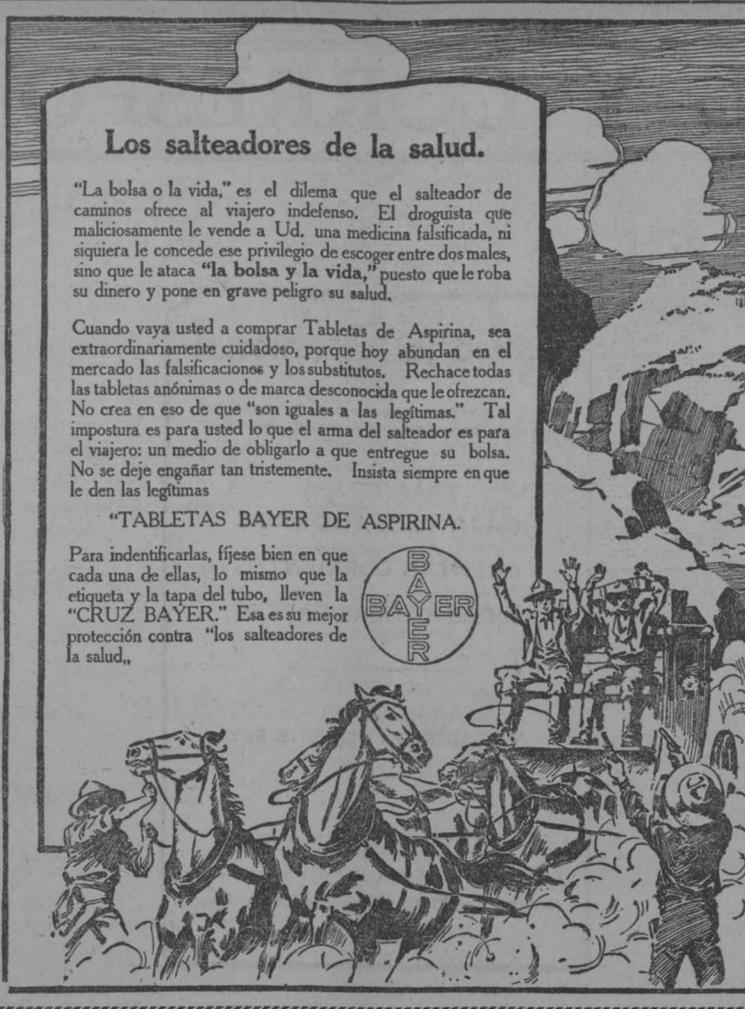 Los salteadores de la salud.
“La bolsa o la vida,” es el dilema que el salteador de
caminos ofrece al viajero indefenso. El droguista que
maliciosamente le vende a Ud. una medicina falsificada, ni
siquiera le concede ese privilegio de escoger entre dos males,
sino que le ataca “la bolsa y la vida,” puesto que le roba
su dinero y pone en grave peligro su salud.
Cuando vaya usted a comprar Tabletas de Aspirina, sea
extraordinariamente cuidadoso, porque hoy abundan en el
mercado las falsificaciones y los substitutos. Rechace todas
las tabletas anónimas o de marca desconocida que le ofrezcan.
No crea en eso de que “son iguales a las legítimas.” Tal
impostura es para usted lo que el arma del salteador es para
el viajero: un medio de obligarlo a que entregue su bolsa.
No se deje engañar tan tristemente. Insista siempre en que
le den las legítimas
“TABLETAS BAYER DE ASPIRINA.
Para indentificarlas, fíjese bien en que
cada una de ellas, lo mismo que la
etiqueta y la tapa del tubo, lleven la
“CRUZ BAYER.” Esa es su mejor
protección contra “los salteadores de
la salud„
BAYER
BAYER